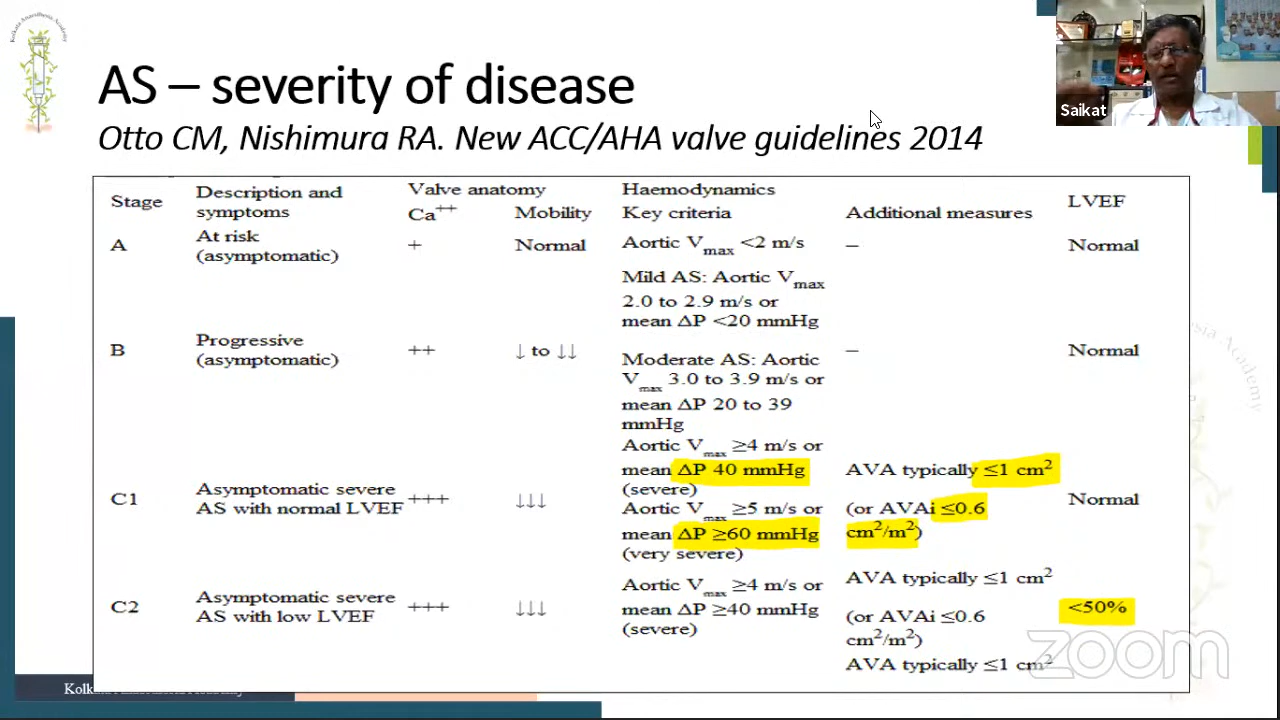 Kolkata Anaesthesia Academy
Saikat
AS – severity of disease
Otto CM, Nishimura RA. New ACC/AHA valve guidelines 2014
Stage
Description and
symptoms
Valve anatomy
Ca++
Mobility
Haemodynamics
Key criteria
Additional measures
LVEF
A
At risk
(asymptomatic)
+
Normal
Aortic Vmax <2 m/s
–
Normal
Mild AS: Aortic Vmax
2.0 to 2.9 m/s or
mean ΔP <20 mmHg
B
Progressive
(asymptomatic)
++
↓ to ↓↓
Moderate AS: Aortic
Vmax 3.0 to 3.9 m/s or
mean ΔP 20 to 39
mmHg
–
Normal
C1
Asymptomatic severe
AS with normal LVEF
+++
↓↓↓
Aortic Vmax ≥4 m/s or
mean ΔP 40 mmHg
(severe)
Aortic Vmax ≥5 m/s or
mean ΔP ≥60 mmHg
(very severe)
AVA typically ≤1 cm²
(or AVAi ≤0.6
cm²/m²)
Normal
C2
Asymptomatic severe
AS with low LVEF
+++
↓↓↓
Aortic Vmax ≥4 m/s or
mean ΔP ≥40 mmHg
(severe)
AVA typically ≤1 cm²
(or AVAi ≤0.6
cm²/m²)
AVA typically ≤1 cm²
<50%
zoom